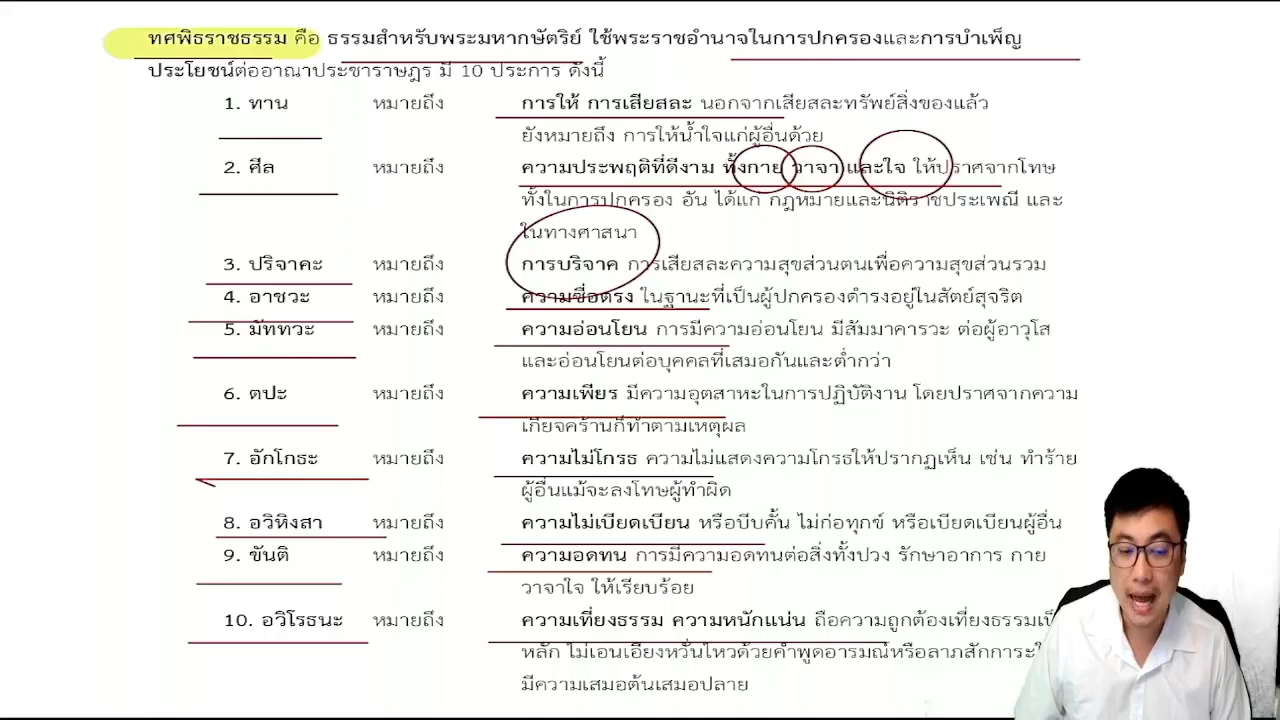 ทศพิธราชธรรม คือ ธรรมสำหรับพระมหากษัตริย์ ใช้พระราชอำนาจในการปกครองและการบำเพ็ญ
ประโยชน์ต่ออาณาประชาราษฎร มี 10 ประการ ดังนี้
1. ทาน หมายถึง การให้ การเสียสละ นอกจากเสียสละทรัพย์สิ่งของแล้ว
ยังหมายถึง การให้น้ำใจแก่ผู้อื่นด้วย
2. ศีล หมายถึง ความประพฤติที่ดีงาม ทั้งกาย วาจา และใจ ให้ปราศจากโทษ
ทั้งในการปกครอง อัน ได้แก่ กฎหมายและนิติราชประเพณี และ
ในทางศาสนา
3. ปริจาคะ หมายถึง การบริจาค การเสียสละความสุขส่วนตนเพื่อความสุขส่วนรวม
4. อาชวะ หมายถึง ความซื่อตรง ในฐานะที่เป็นผู้ปกครองดำรงอยู่ในสัตย์สุจริต
5. มัททวะ หมายถึง ความอ่อนโยน การมีความอ่อนโยน มีสัมมาคารวะ ต่อผู้อาวุโส
และอ่อนโยนต่อบุคคลที่เสมอกันและต่ำกว่า
6. ตปะ หมายถึง ความเพียร มีความอุตสาหะในการปฏิบัติงาน โดยปราศจากความ
เกียจคร้านก็ทำตามเหตุผล
7. อักโกธะ หมายถึง ความไม่โกรธ ความไม่แสดงความโกรธให้ปรากฏเห็น เช่น ทำร้าย
ผู้อื่นแม้จะลงโทษผู้ทำผิด
8. อวิหิงสา หมายถึง ความไม่เบียดเบียน หรือบีบคั้น ไม่ก่อทุกข์ หรือเบียดเบียนผู้อื่น
9. ขันติ หมายถึง ความอดทน การมีความอดทนต่อสิ่งทั้งปวง รักษาอาการ กาย
วาจาใจ ให้เรียบร้อย
10. อวิโรธนะ หมายถึง ความเที่ยงธรรม ความหนักแน่น ถือความถูกต้องเที่ยงธรรม
หลัก ไม่เอนเอียงหวั่นไหวด้วยคำพูดอารมณ์หรือลาภสักการะ
มีความเสมอต้นเสมอปลาย